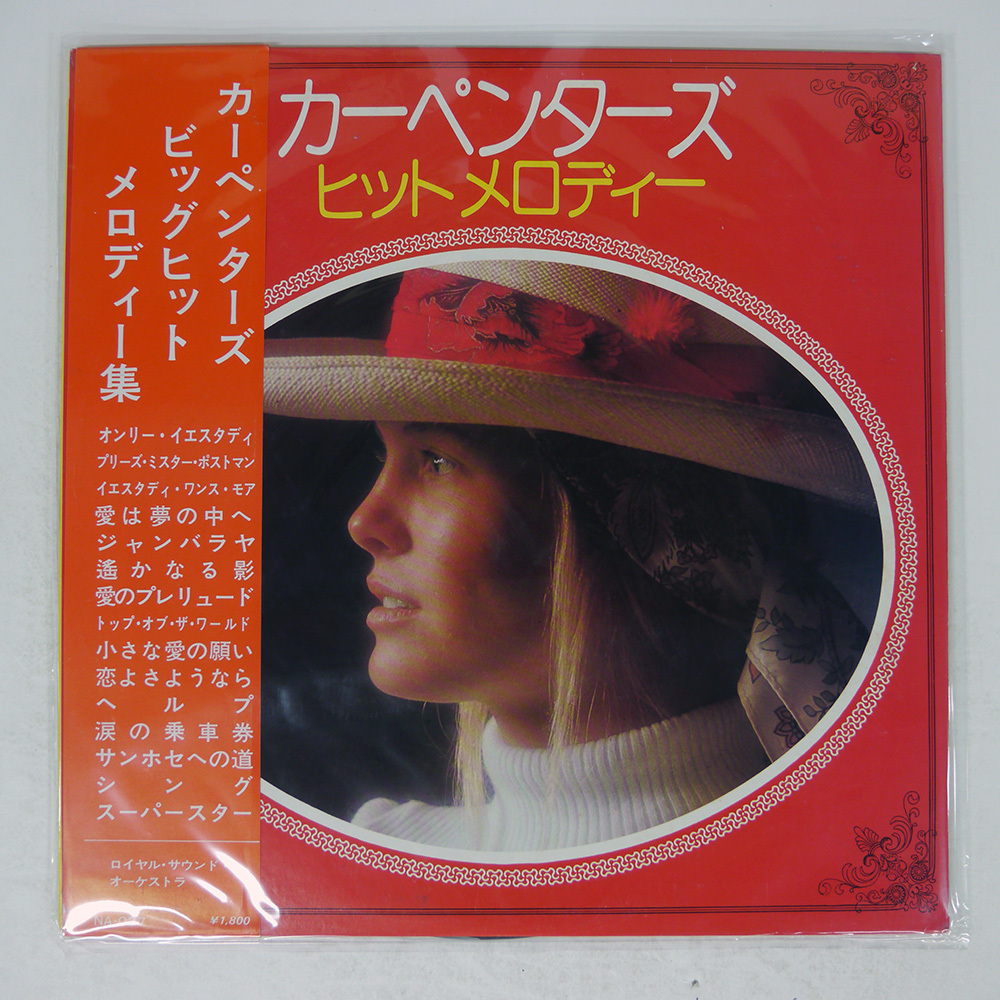 カーペンターズ
ビッグヒット
メロディー集
オンリー・イエスタディ
プリーズ・ミスター・ポストマン
イエスタディ・ワンス・モア
愛は夢の中へ
ジャンバラヤ
遙かなる影
愛のプレリュード
トップ・オブ・ザ・ワールド
小さな愛の願い
恋よさようなら
ヘルプ
涙の乗車券
サンホセへの道
シング
スーパースター
ロイヤル・サウンド
オーケストラ
¥1,800
カーペンターズ
ヒットメロディー